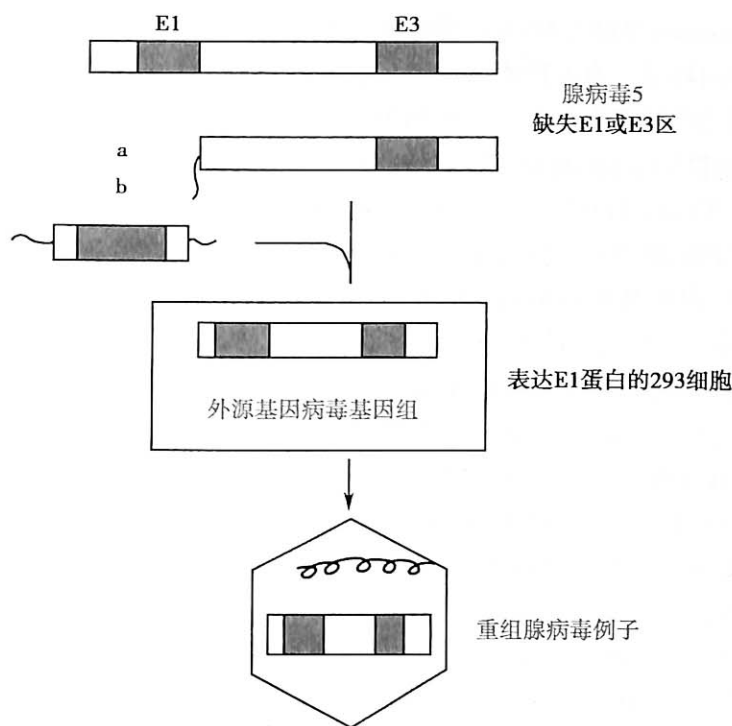 E1 E3
腺病毒5
缺失E1或E3区
a
b
表达E1蛋白的293细胞
外源基因病毒基因组
重组腺病毒例子